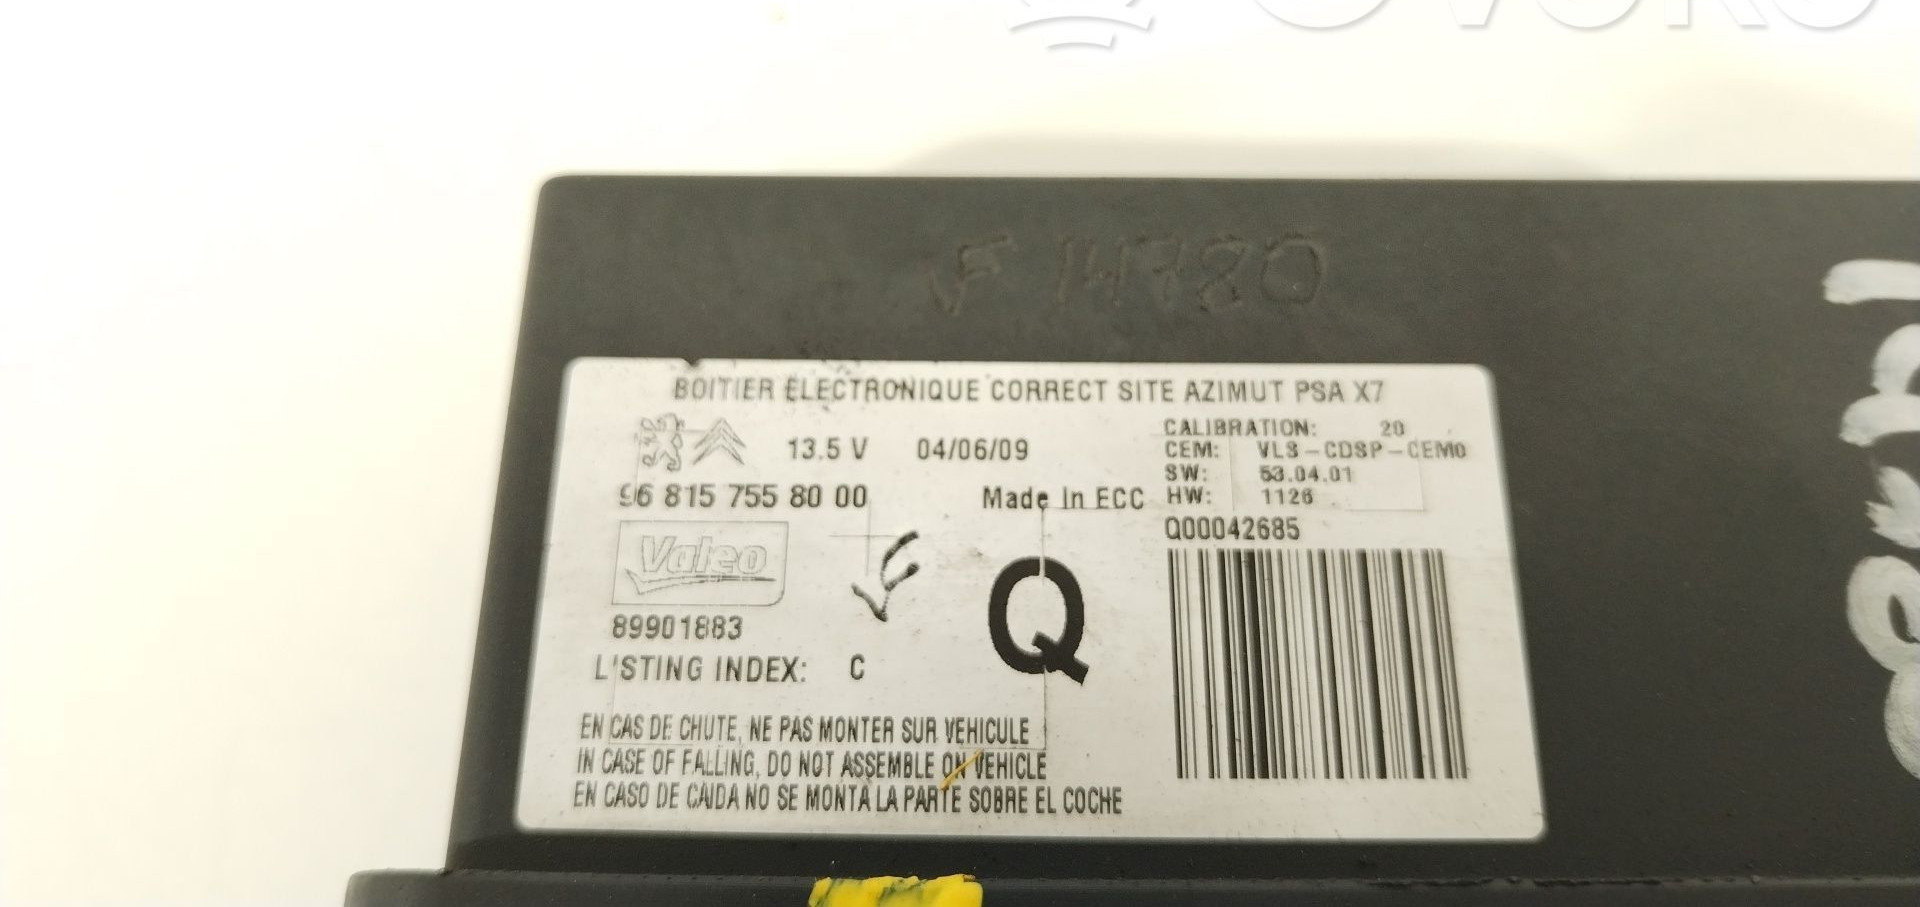 VF 14780
BOITIER ELECTRONIQUE CORRECT SITE AZIMUT PSA X7
13.5 V 04/06/09
96 815 755 80 00
Made In ECC
CALIBRATION: 20
CEM: VLS-CDSP-CEM0
SW: 53.04.01
HW: 1126
Q00042685
Valeo
VF
Q
89901883
L'STING INDEX: C
EN CAS DE CHUTE, NE PAS MONTER SUR VEHICULE
IN CASE OF FALLING, DO NOT ASSEMBLE ON VEHICLE
EN CASO DE CAIDA NO SE MONTA LA PARTE SOBRE EL COCHE